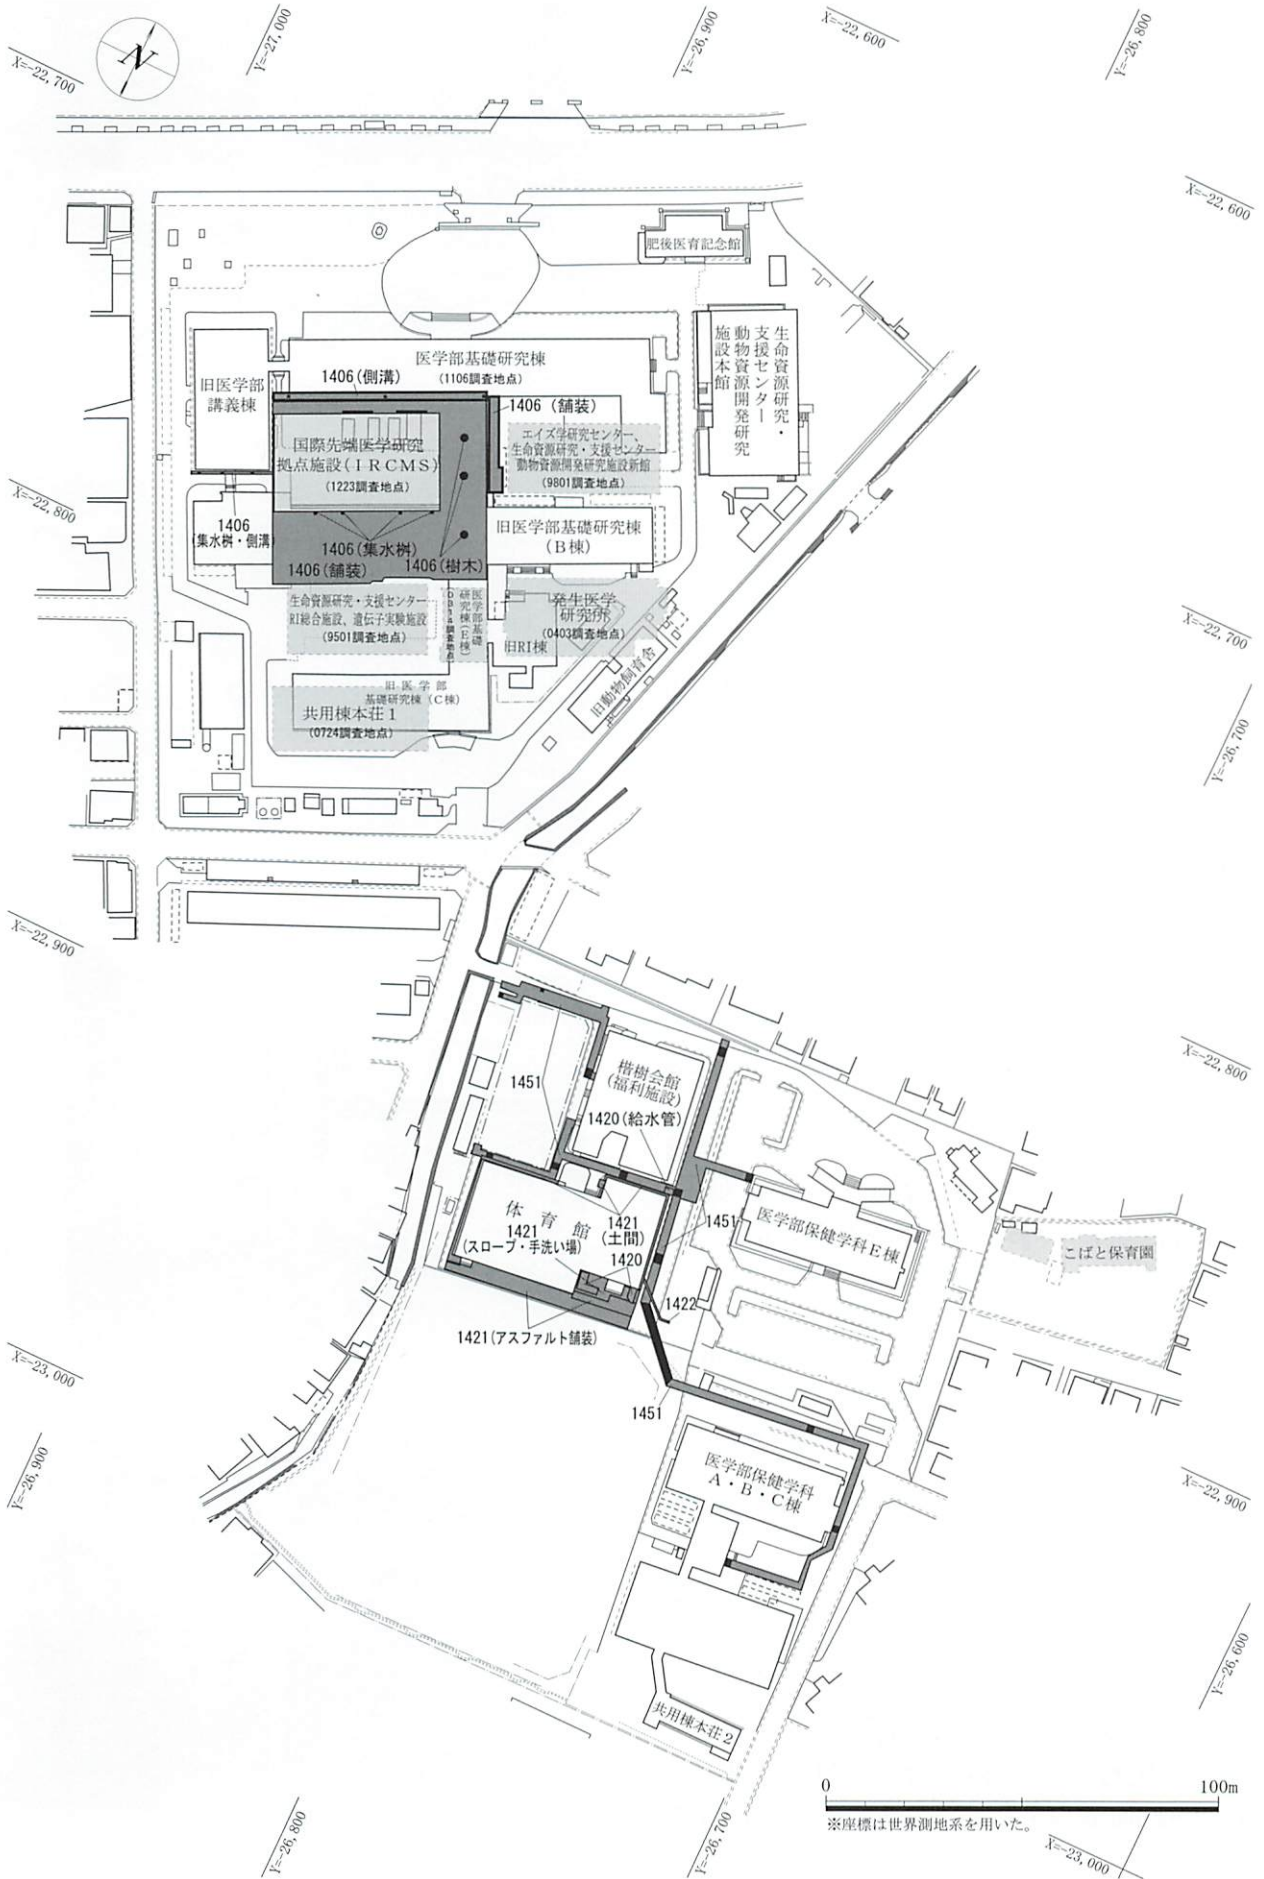 Y=-27,000
Y=-26,900
X=-22,600
Y=-26,800
X=-22,700
N
X=-22,600
肥後医育記念館
生命資源研究・
支援センター
動物資源開発研究
施設本館
医学部基礎研究棟
(1106調査地点)
旧医学部
講義棟
1406(側溝)
1406(舗装)
エイズ学研究センター、
生命資源研究・支援センター
動物資源開発研究施設新館
(9801調査地点)
国際先端医学研究
拠点施設(IRCMS)
(1223調査地点)
X=-22,800
1406
(集水桝・側溝)
1406(集水桝)
1406(舗装)
1406(樹木)
旧医学部基礎研究棟
(B棟)
生命資源研究・支援センター
RI総合施設、遺伝子実験施設
(9501調査地点)
医学部基礎
研究棟(E棟)
発生医学
研究所
(0403調査地点)
旧RI棟
X=-22,700
旧動物飼育舎
旧医学部
基礎研究棟(C棟)
共用棟本荘1
(0724調査地点)
Y=-26,700
X=-22,900
X=-22,800
楷樹会館
(福利施設)
1451
1420(給水管)
体育館
1421
(スロープ・手洗い場)
1421
(土間)
1420
1451
医学部保健学科E棟
こばと保育園
1422
1421(アスファルト舗装)
X=-23,000
1451
Y=-26,900
医学部保健学科
A・B・C棟
X=-22,900
Y=-26,600
共用棟本荘2
0
100m
※座標は世界測地系を用いた。
Y=-26,800
Y=-26,700
X=-23,000